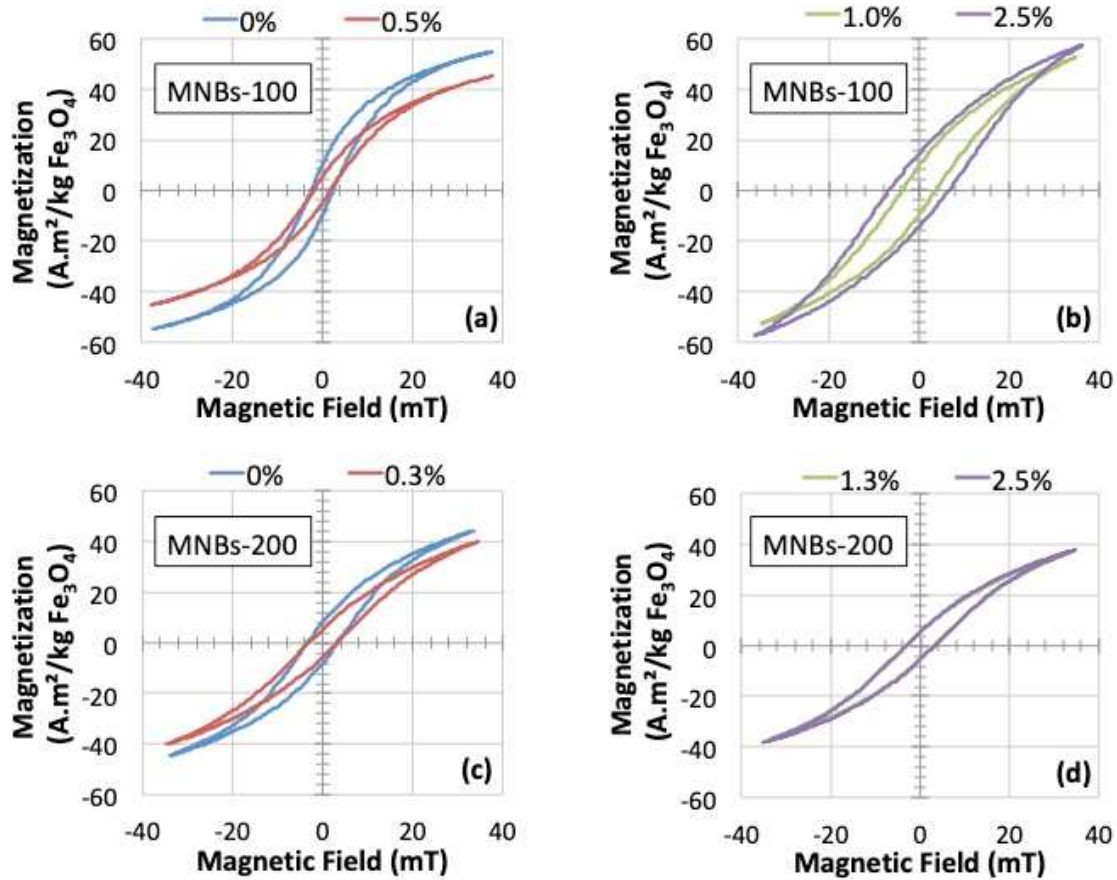 0% 0.5%
Magnetization
(A.m²/kg Fe₃O₄)
60
40
20
0
-20
-40
-60
MNBs-100
(a)
-40 -20 0 20 40
Magnetic Field (mT)
1.0% 2.5%
Magnetization
(A.m²/kg Fe₃O₄)
60
40
20
0
-20
-40
-60
MNBs-100
(b)
-40 -20 0 20 40
Magnetic Field (mT)
0% 0.3%
Magnetization
(A.m²/kg Fe₃O₄)
60
40
20
0
-20
-40
-60
MNBs-200
(c)
-40 -20 0 20 40
Magnetic Field (mT)
1.3% 2.5%
Magnetization
(A.m²/kg Fe₃O₄)
60
40
20
0
-20
-40
-60
MNBs-200
(d)
-40 -20 0 20 40
Magnetic Field (mT)